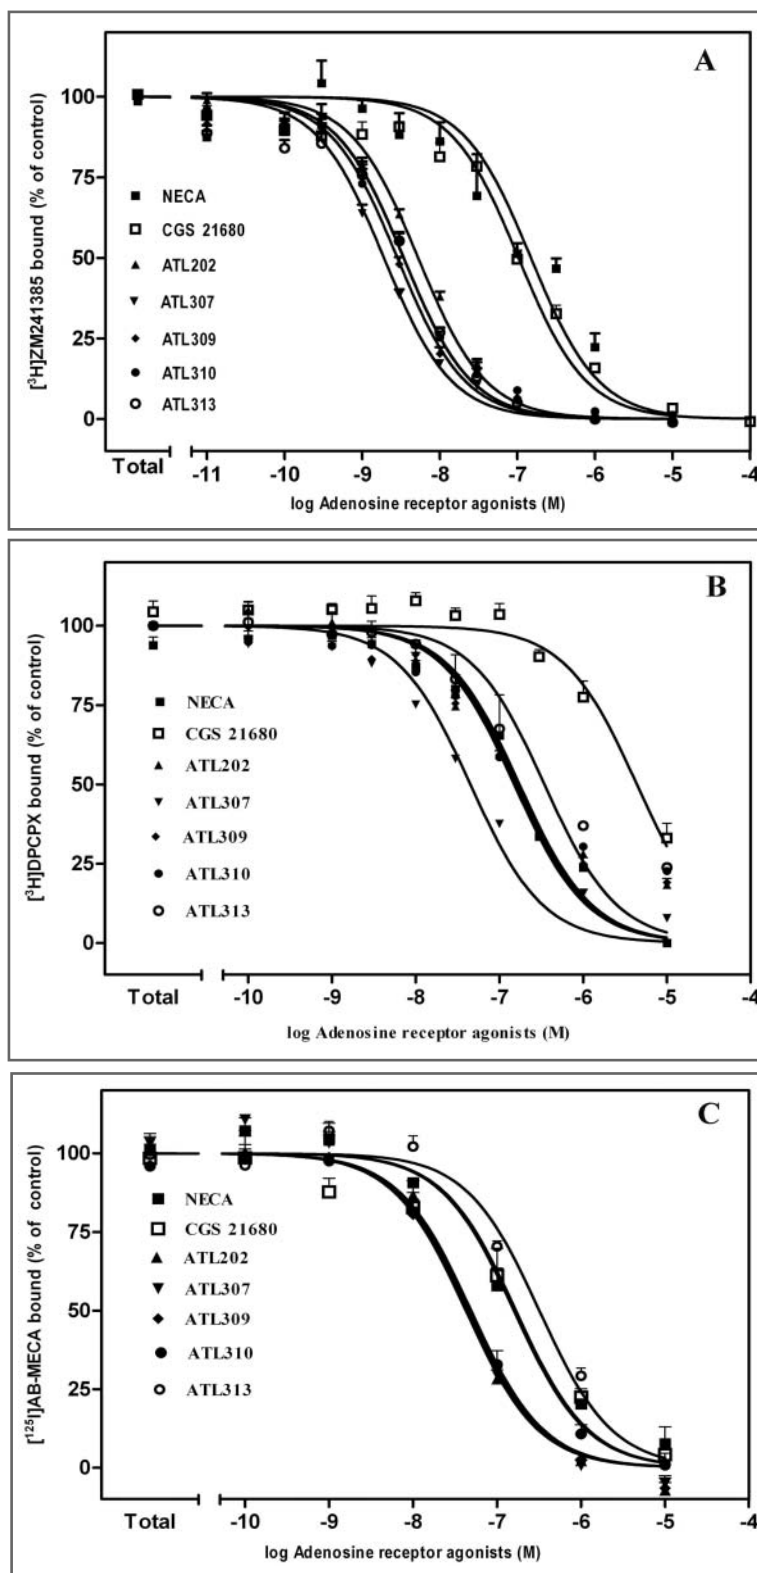 A
[³H]ZM241385 bound (% of control)
100
75
50
25
0
NECA
CGS 21680
ATL202
ATL307
ATL309
ATL310
ATL313
Total
-11 -10 -9 -8 -7 -6 -5 -4
log Adenosine receptor agonists (M)
B
[³H]DPCPX bound (% of control)
100
75
50
25
0
NECA
CGS 21680
ATL202
ATL307
ATL309
ATL310
ATL313
Total
-10 -9 -8 -7 -6 -5 -4
log Adenosine receptor agonists (M)
C
[¹²⁵I]AB-MECA bound (% of control)
100
75
50
25
0
NECA
CGS 21680
ATL202
ATL307
ATL309
ATL310
ATL313
Total
-10 -9 -8 -7 -6 -5 -4
log Adenosine receptor agonists (M)